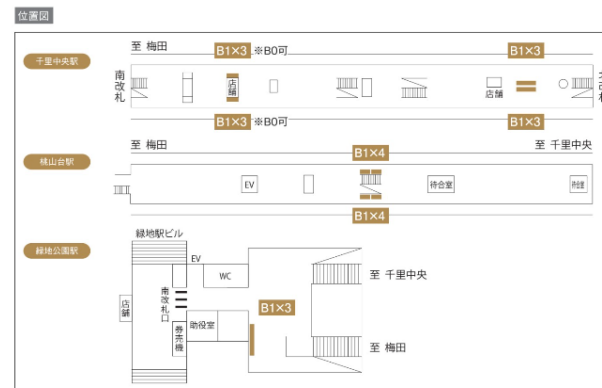 位置図
千里中央駅
至 梅田
B1×3 ※B0可
B1×3
南改札
店舗
店舗
北改札
B1×3 ※B0可
B1×3
桃山台駅
至 梅田
B1×4
至 千里中央
EV
待合室
B1×4
緑地公園駅
緑地駅ビル
EV
WC
至 千里中央
店舗
南改札口
B1×3
券売機
助役室
至 梅田